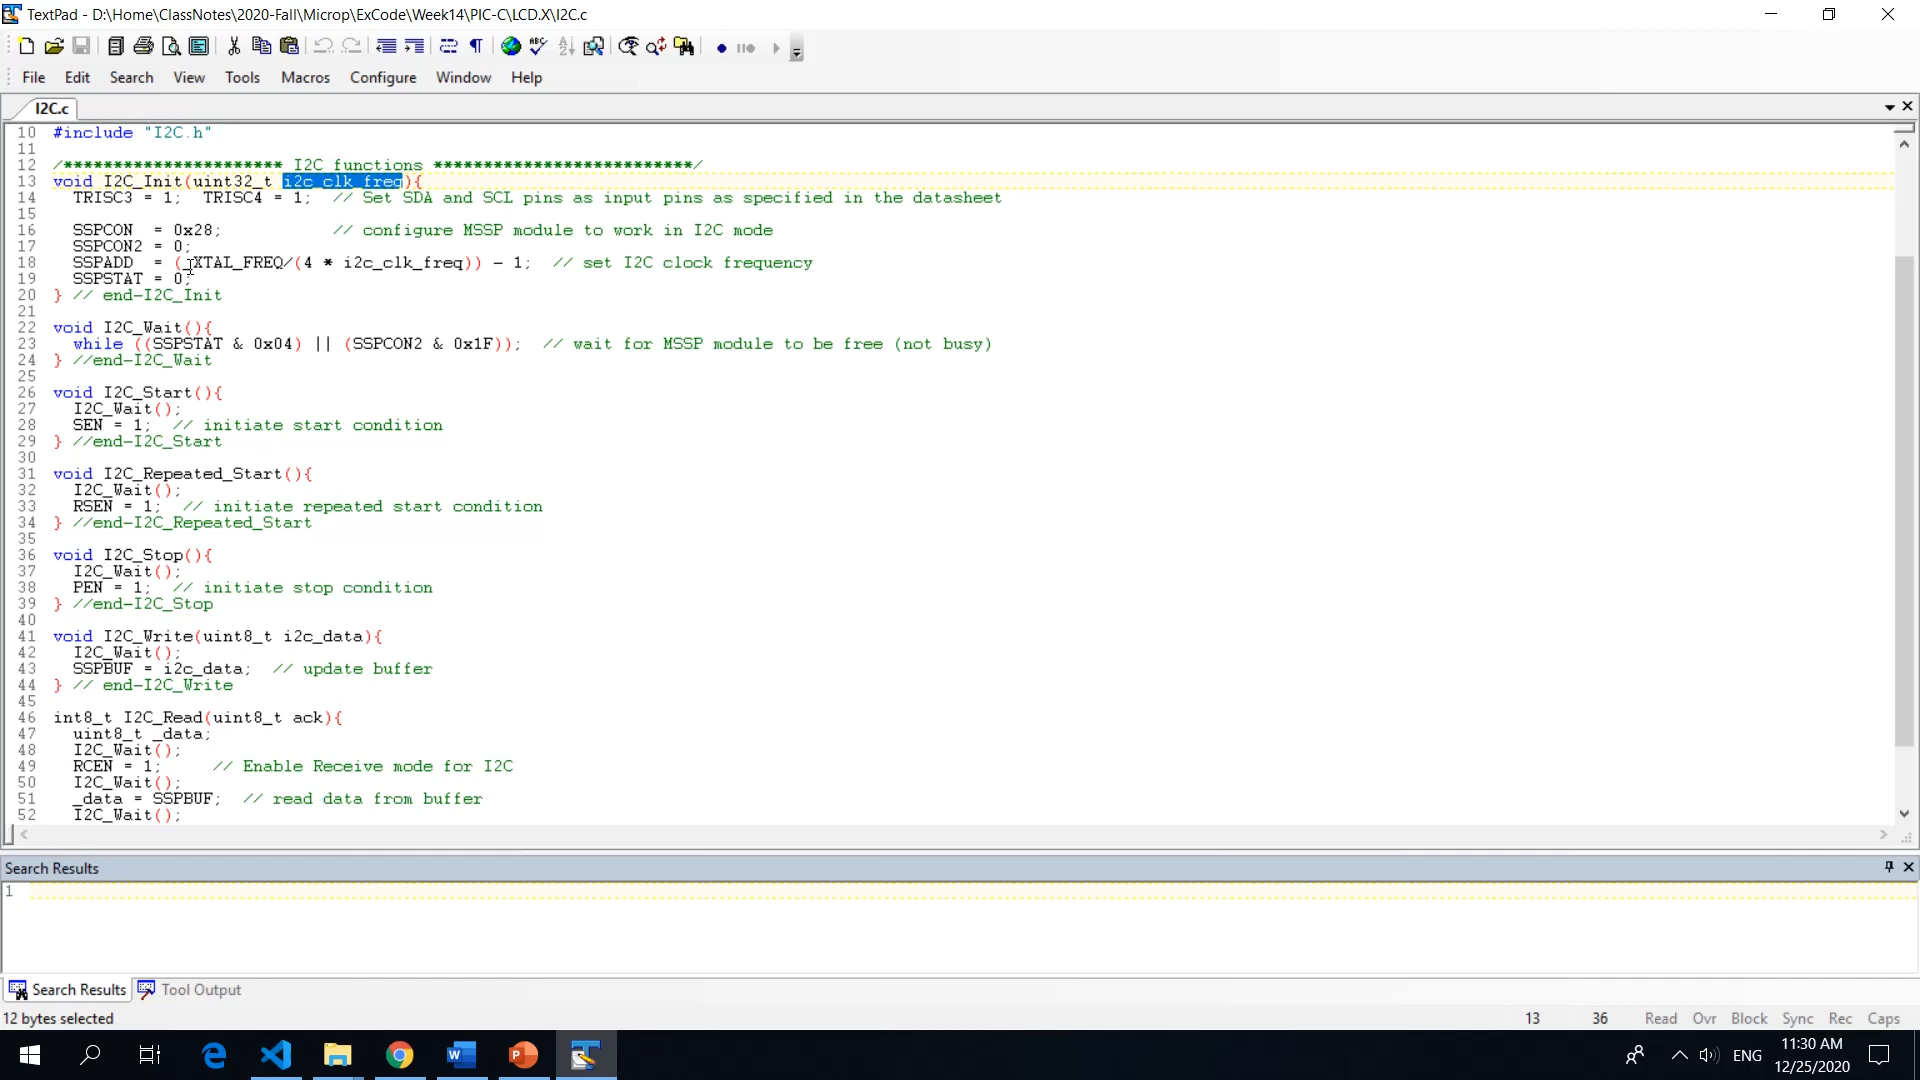 TextPad - D:\Home\ClassNotes\2020-Fall\Microp\ExCode\Week14\PIC-C\LCD.X\I2C.c
File Edit Search View Tools Macros Configure Window Help
I2C.c
10 #include "I2C.h"
11
12 /********************** I2C functions **************************/
13 void I2C_Init(uint32_t i2c_clk_freq){
14 TRISC3 = 1; TRISC4 = 1; // Set SDA and SCL pins as input pins as specified in the datasheet
15
16 SSPCON = 0x28; // configure MSSP module to work in I2C mode
17 SSPCON2 = 0;
18 SSPADD = (_XTAL_FREQ/(4 * i2c_clk_freq)) - 1; // set I2C clock frequency
19 SSPSTAT = 0;
20 } // end-I2C_Init
21
22 void I2C_Wait(){
23 while ((SSPSTAT & 0x04) || (SSPCON2 & 0x1F)); // wait for MSSP module to be free (not busy)
24 } //end-I2C_Wait
25
26 void I2C_Start(){
27 I2C_Wait();
28 SEN = 1; // initiate start condition
29 } //end-I2C_Start
30
31 void I2C_Repeated_Start(){
32 I2C_Wait();
33 RSEN = 1; // initiate repeated start condition
34 } //end-I2C_Repeated_Start
35
36 void I2C_Stop(){
37 I2C_Wait();
38 PEN = 1; // initiate stop condition
39 } //end-I2C_Stop
40
41 void I2C_Write(uint8_t i2c_data){
42 I2C_Wait();
43 SSPBUF = i2c_data; // update buffer
44 } // end-I2C_Write
45
46 int8_t I2C_Read(uint8_t ack){
47 uint8_t _data;
48 I2C_Wait();
49 RCEN = 1; // Enable Receive mode for I2C
50 I2C_Wait();
51 _data = SSPBUF; // read data from buffer
52 I2C_Wait();
Search Results
1
Search Results Tool Output
12 bytes selected 13 36 Read Ovr Block Sync Rec Caps
ENG 11:30 AM
12/25/2020